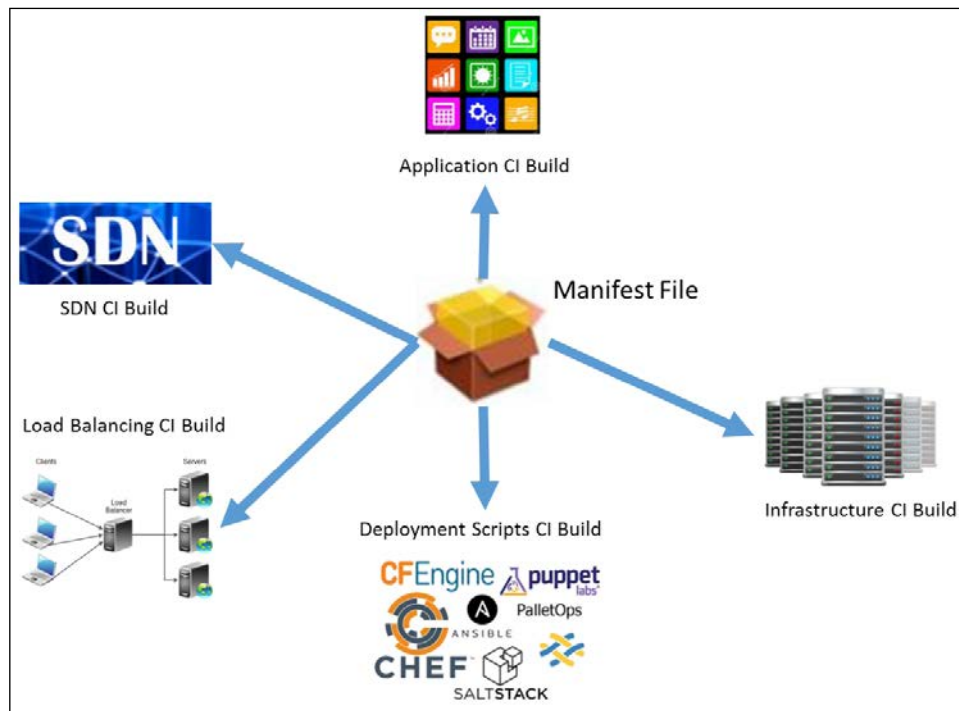 Application CI Build
SDN
SDN CI Build
Manifest File
Load Balancing CI Build
Clients
Servers
Load
Balancer
Infrastructure CI Build
Deployment Scripts CI Build
CFEngine
puppet
labs
PalletOps
ANSIBLE
CHEF
SALTSTACK